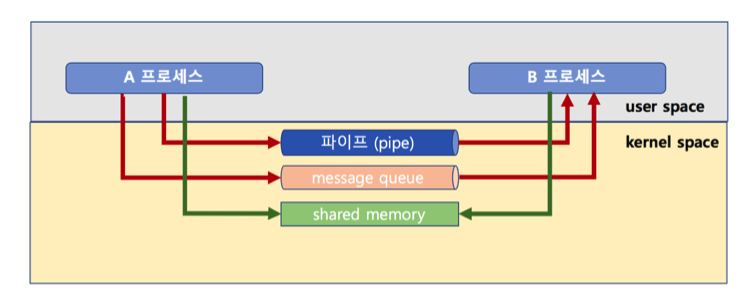 A 프로세스
B 프로세스
user space
파이프 (pipe)
kernel space
message queue
shared memory